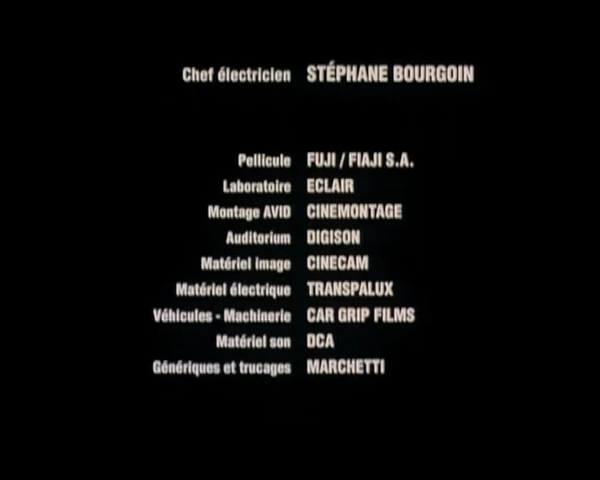 Chef électricien STÉPHANE BOURGOIN
Pellicule FUJI / FIAJI S.A.
Laboratoire ECLAIR
Montage AVID CINEMONTAGE
Auditorium DIGISON
Matériel image CINECAM
Matériel électrique TRANSPALUX
Véhicules - Machinerie CAR GRIP FILMS
Matériel son DCA
Génériques et trucages MARCHETTI